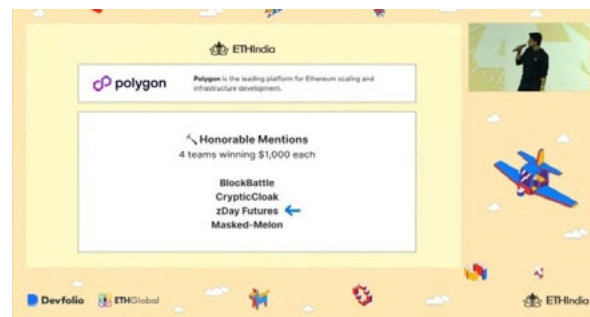 ETHIndia
polygon
Polygon is the leading platform for Ethereum scaling and
infrastructure development.
Honorable Mentions
4 teams winning $1,000 each
BlockBattle
CrypticCloak
zDay Futures
Masked-Melon
Devfolio
ETHGlobal
ETHIndia